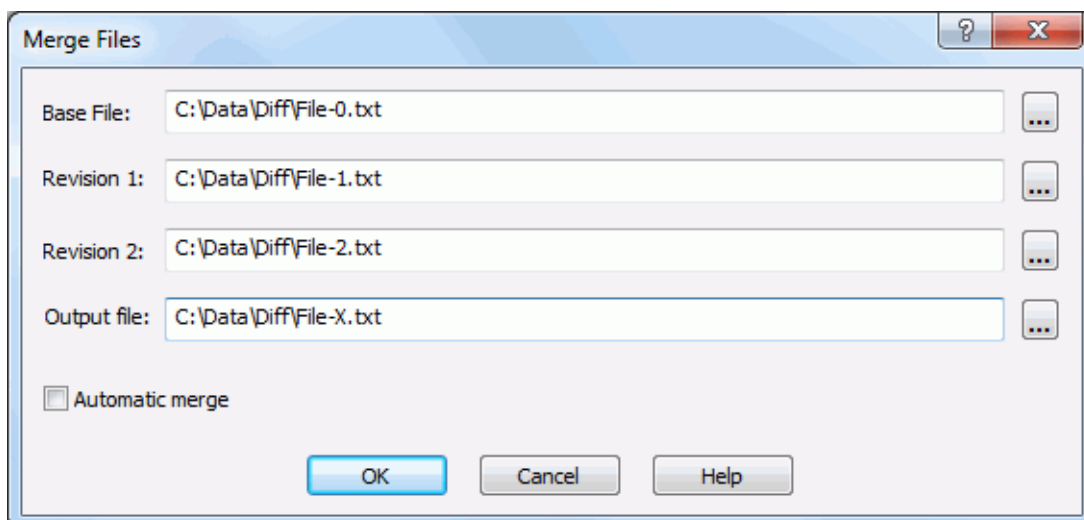 Merge Files
Base File: C:\Data\Diff\File-0.txt ...
Revision 1: C:\Data\Diff\File-1.txt ...
Revision 2: C:\Data\Diff\File-2.txt ...
Output file: C:\Data\Diff\File-X.txt ...
Automatic merge
OK Cancel Help